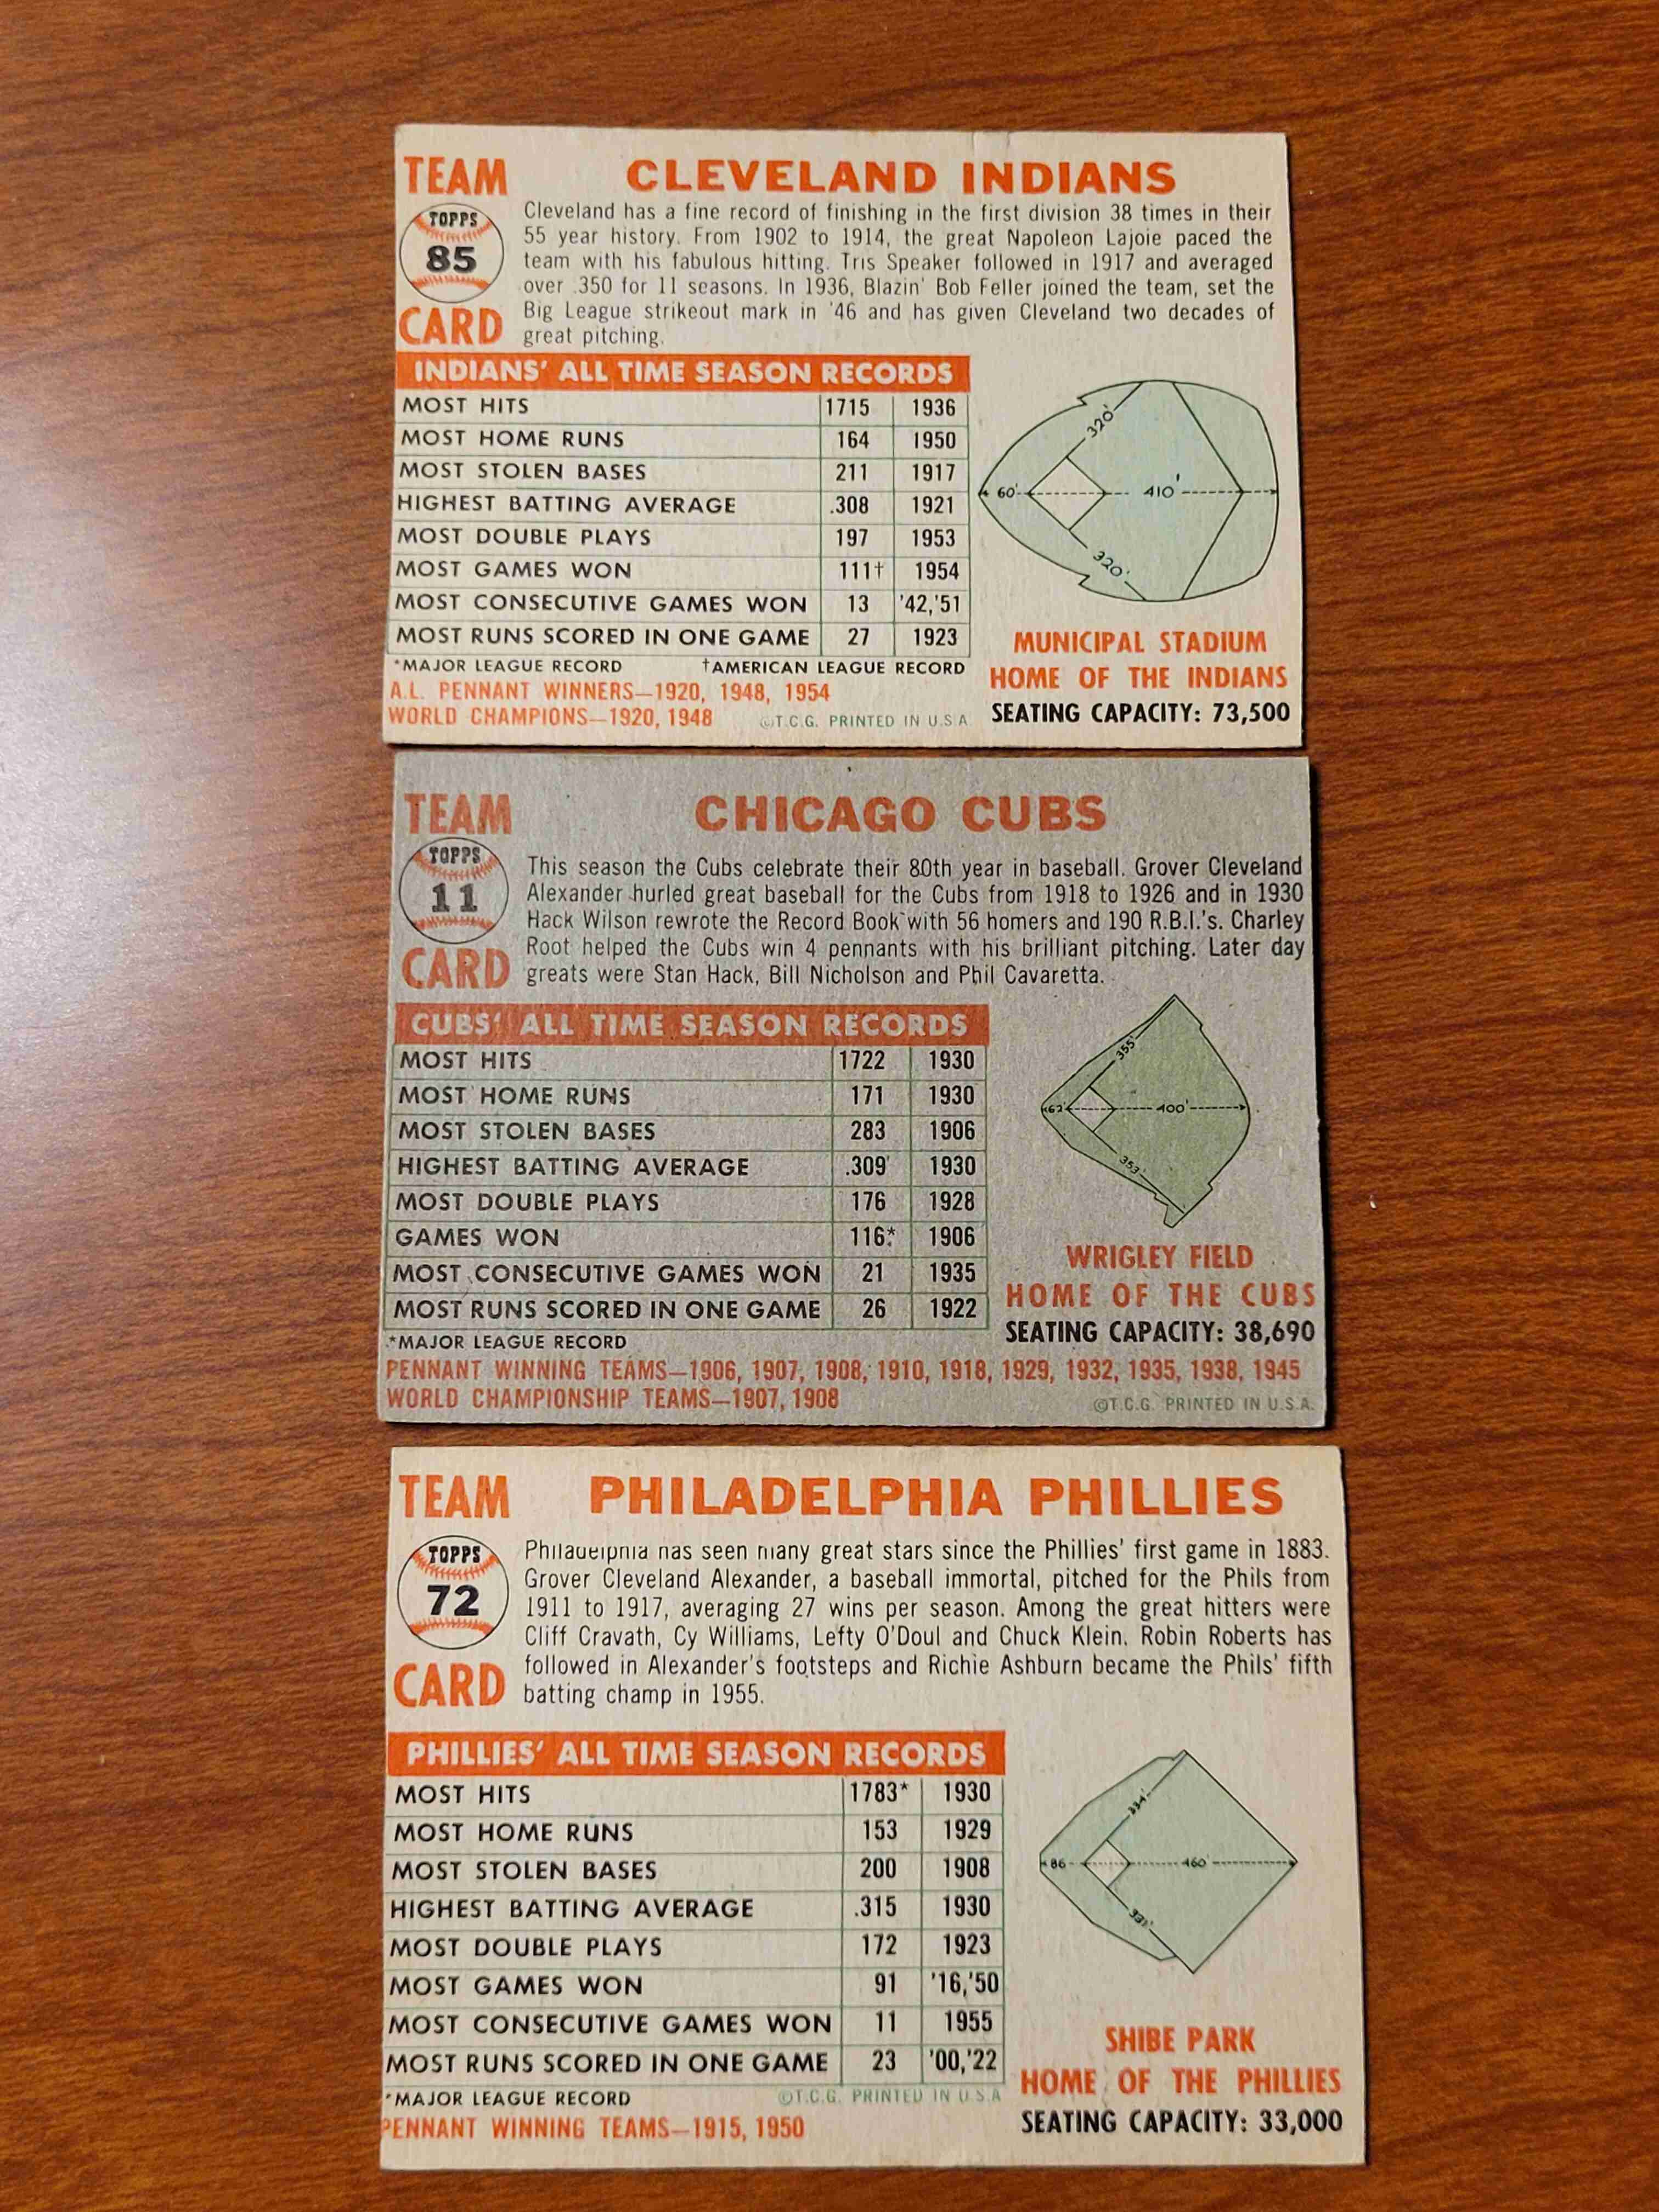 TEAM
TOPPS
85
CARD
CLEVELAND INDIANS
Cleveland has a fine record of finishing in the first division 38 times in their
55 year history. From 1902 to 1914, the great Napoleon Lajoie paced the
team with his fabulous hitting. Tris Speaker followed in 1917 and averaged
over .350 for 11 seasons. In 1936, Blazin' Bob Feller joined the team, set the
Big League strikeout mark in '46 and has given Cleveland two decades of
great pitching.
INDIANS' ALL TIME SEASON RECORDS
MOST HITS 1715 1936
MOST HOME RUNS 164 1950
MOST STOLEN BASES 211 1917
HIGHEST BATTING AVERAGE .308 1921
MOST DOUBLE PLAYS 197 1953
MOST GAMES WON 111† 1954
MOST CONSECUTIVE GAMES WON 13 '42,'51
MOST RUNS SCORED IN ONE GAME 27 1923
*MAJOR LEAGUE RECORD †AMERICAN LEAGUE RECORD
A.L. PENNANT WINNERS—1920, 1948, 1954
WORLD CHAMPIONS—1920, 1948 ©T.C.G. PRINTED IN U.S.A.
320'
60' 410'
320'
MUNICIPAL STADIUM
HOME OF THE INDIANS
SEATING CAPACITY: 73,500
TEAM
TOPPS
11
CARD
CHICAGO CUBS
This season the Cubs celebrate their 80th year in baseball. Grover Cleveland
Alexander hurled great baseball for the Cubs from 1918 to 1926 and in 1930
Hack Wilson rewrote the Record Book with 56 homers and 190 R.B.I.'s. Charley
Root helped the Cubs win 4 pennants with his brilliant pitching. Later day
greats were Stan Hack, Bill Nicholson and Phil Cavaretta.
CUBS' ALL TIME SEASON RECORDS
MOST HITS 1722 1930
MOST HOME RUNS 171 1930
MOST STOLEN BASES 283 1906
HIGHEST BATTING AVERAGE .309 1930
MOST DOUBLE PLAYS 176 1928
GAMES WON 116* 1906
MOST CONSECUTIVE GAMES WON 21 1935
MOST RUNS SCORED IN ONE GAME 26 1922
*MAJOR LEAGUE RECORD
355'
62' 400'
353'
WRIGLEY FIELD
HOME OF THE CUBS
SEATING CAPACITY: 38,690
PENNANT WINNING TEAMS—1906, 1907, 1908, 1910, 1918, 1929, 1932, 1935, 1938, 1945
WORLD CHAMPIONSHIP TEAMS—1907, 1908
©T.C.G. PRINTED IN U.S.A.
TEAM
TOPPS
72
CARD
PHILADELPHIA PHILLIES
Philadelphia has seen many great stars since the Phillies' first game in 1883.
Grover Cleveland Alexander, a baseball immortal, pitched for the Phils from
1911 to 1917, averaging 27 wins per season. Among the great hitters were
Cliff Cravath, Cy Williams, Lefty O'Doul and Chuck Klein. Robin Roberts has
followed in Alexander's footsteps and Richie Ashburn became the Phils' fifth
batting champ in 1955.
PHILLIES' ALL TIME SEASON RECORDS
MOST HITS 1783* 1930
MOST HOME RUNS 153 1929
MOST STOLEN BASES 200 1908
HIGHEST BATTING AVERAGE .315 1930
MOST DOUBLE PLAYS 172 1923
MOST GAMES WON 91 '16,'50
MOST CONSECUTIVE GAMES WON 11 1955
MOST RUNS SCORED IN ONE GAME 23 '00,'22
*MAJOR LEAGUE RECORD ©T.C.G. PRINTED IN U.S.A
PENNANT WINNING TEAMS—1915, 1950
334'
86 460'
SHIBE PARK
HOME OF THE PHILLIES
SEATING CAPACITY: 33,000